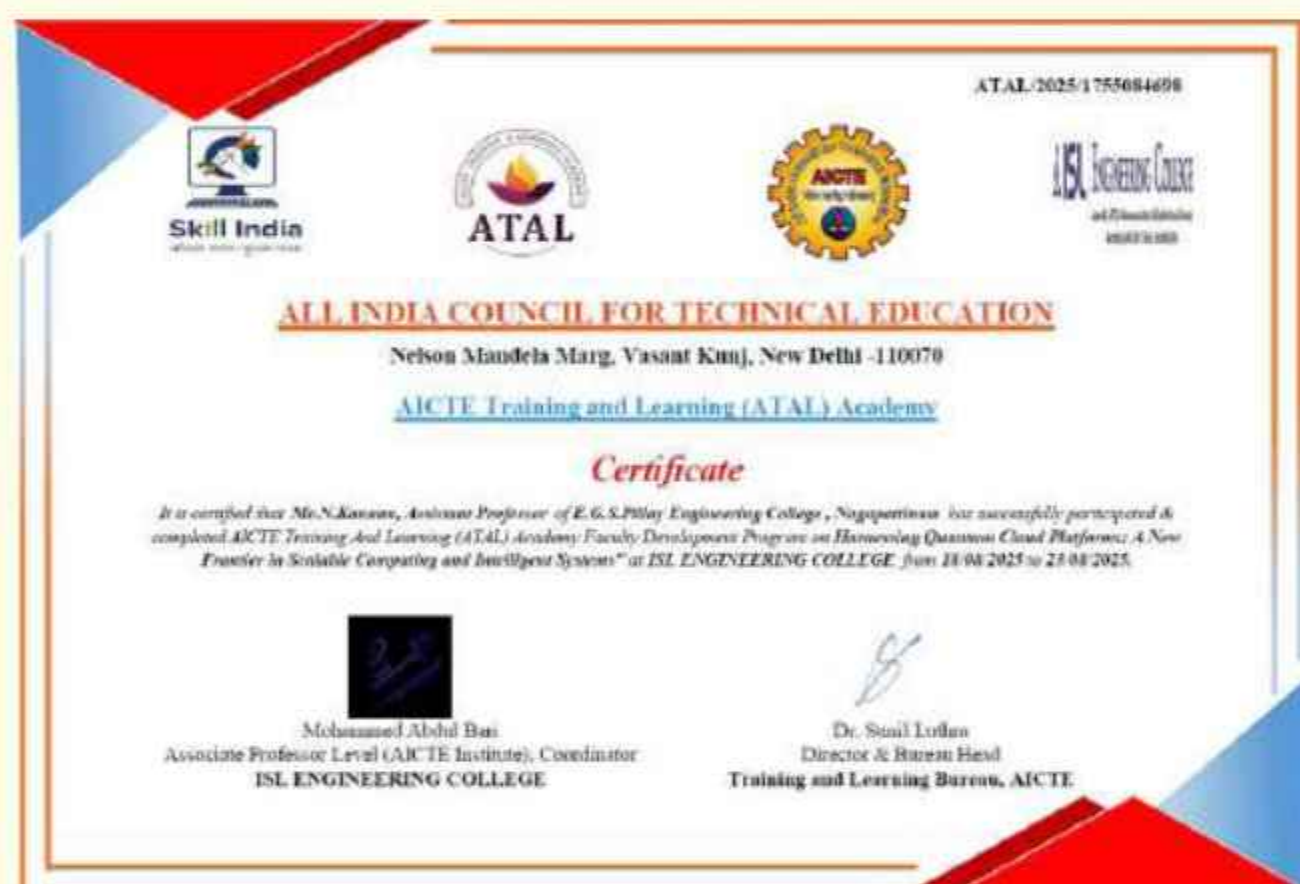 ATAL/2025/1755084698
Skill India
ATAL
AICTE
ISL ENGINEERING COLLEGE
ALL INDIA COUNCIL FOR TECHNICAL EDUCATION
Nelson Mandela Marg, Vasant Kunj, New Delhi -110070
AICTE Training and Learning (ATAL) Academy
Certificate
It is certified that Mr.N.Kannan, Assistant Professor of E.G.S.Pillay Engineering College , Nagapattinam has successfully participated &
completed AICTE Training And Learning (ATAL) Academy Faculty Development Program on Harnessing Quantum Cloud Platforms: A New
Frontier in Scalable Computing and Intelligent Systems" at ISL ENGINEERING COLLEGE from 18/08/2025 to 23/08/2025.
Mohammed Abdul Bari
Associate Professor Level (AICTE Institute), Coordinator
ISL ENGINEERING COLLEGE
Dr. Sunil Luthra
Director & Bureau Head
Training and Learning Bureau, AICTE